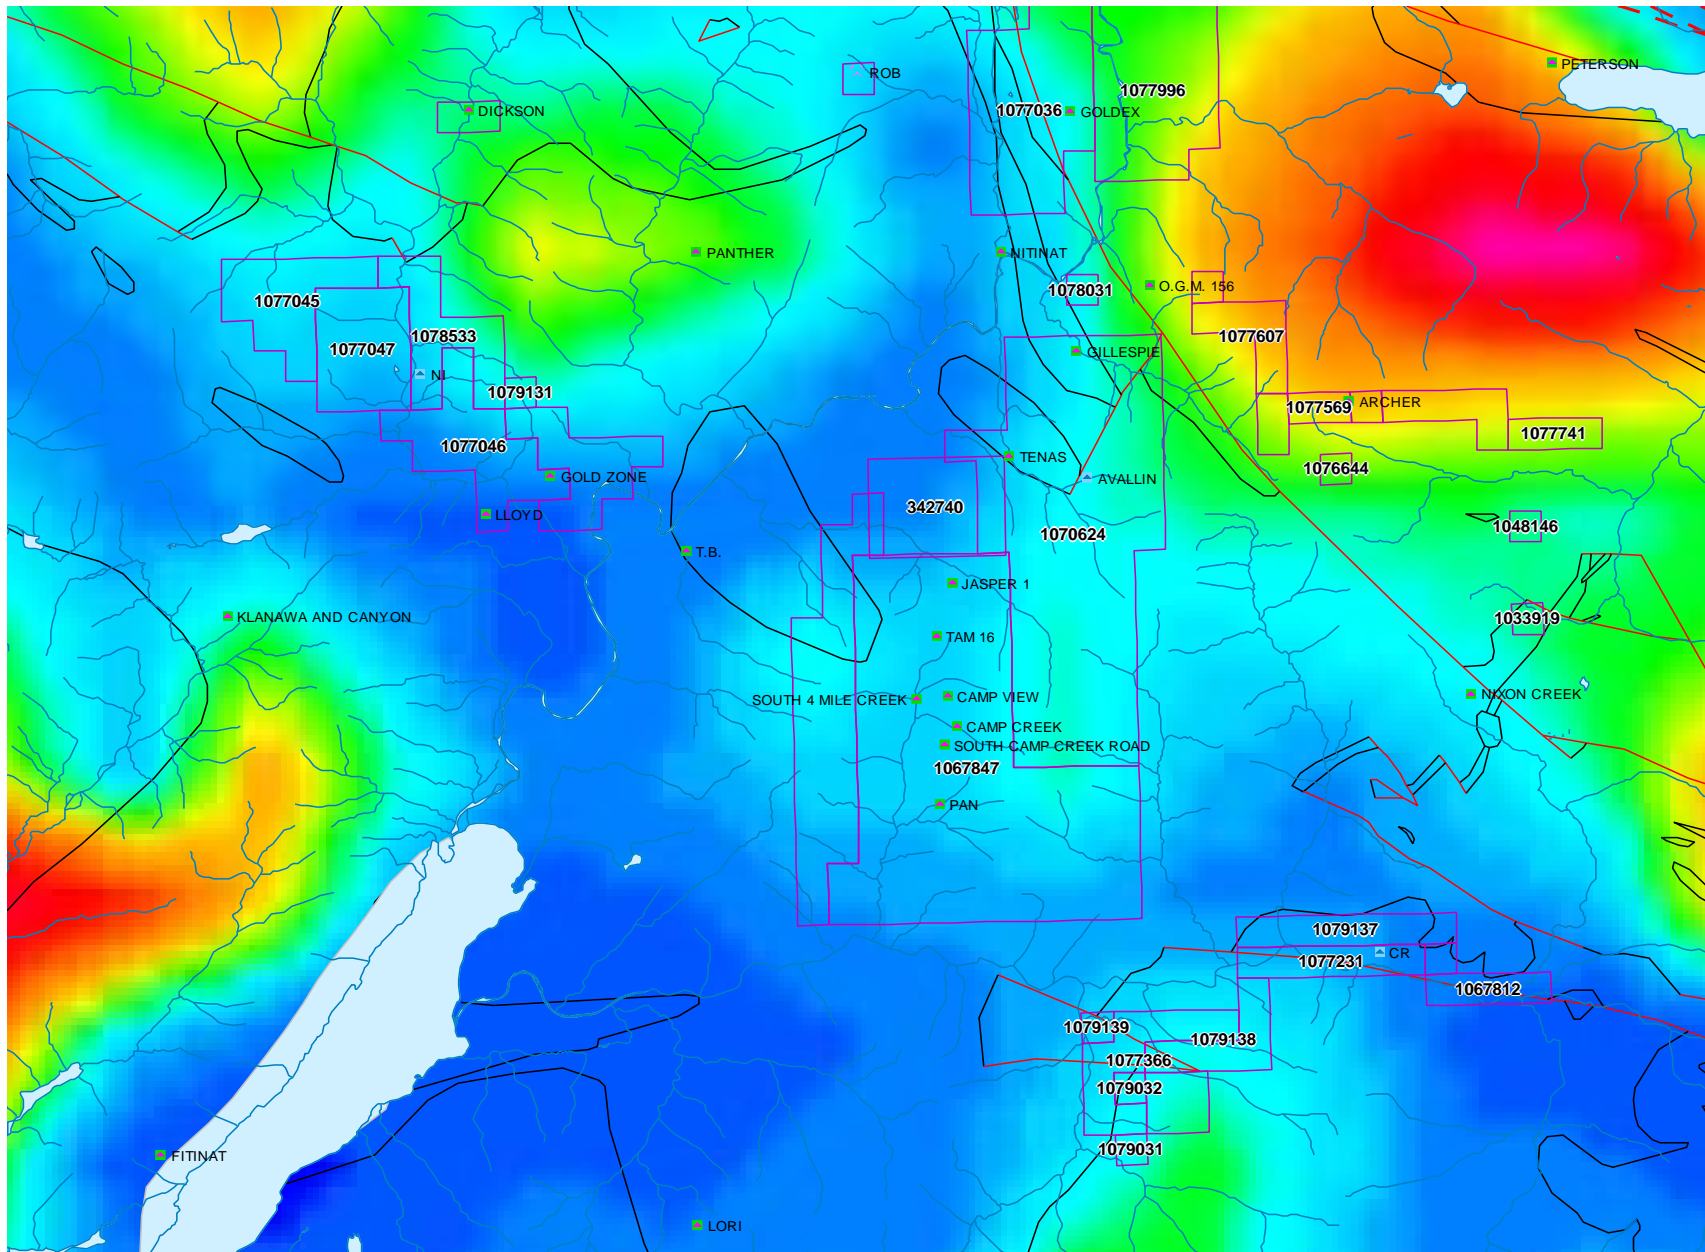 PETERSON
ROB
1077996
DICKSON
1077036
GOLDEX
PANTHER
NITINAT
O.G.M. 156
1078031
1077045
1078533
1077607
1077047
GILLESPIE
NI
1079131
ARCHER
1077569
1077741
1077046
TENAS
1076644
GOLD ZONE
AVALLIN
342740
LLOYD
1048146
1070624
T.B.
JASPER 1
KLANAWA AND CANYON
1033919
TAM 16
NIXON CREEK
CAMP VIEW
SOUTH 4 MILE CREEK
CAMP CREEK
SOUTH CAMP CREEK ROAD
1067847
PAN
1079137
CR
1077231
1067812
1079139
1079138
1077366
1079032
1079031
FITINAT
LORI